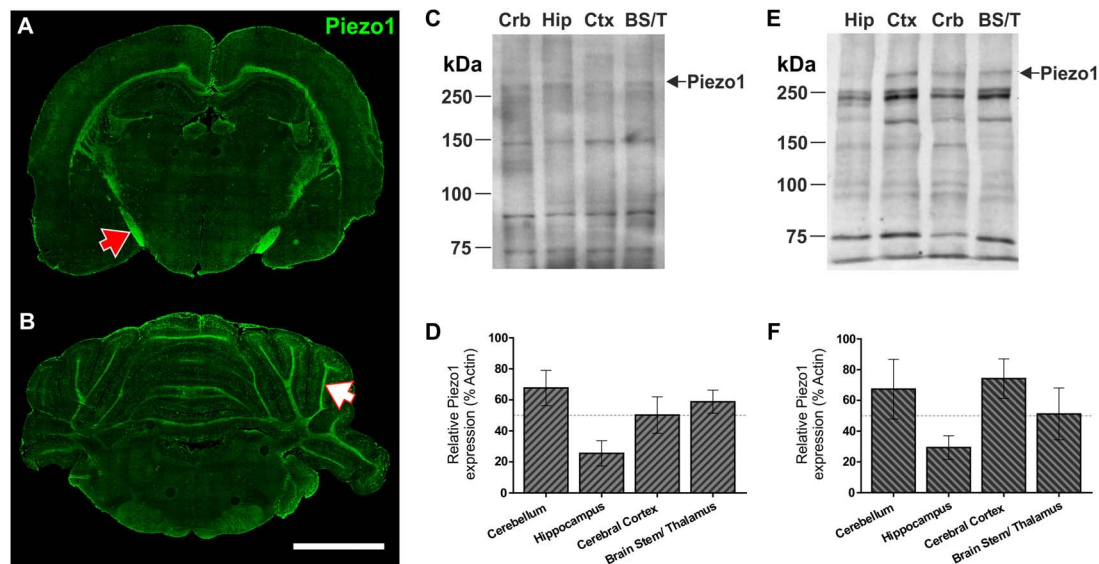 A
Piezo1
B
C
Crb Hip Ctx BS/T
kDa
250
150
100
75
Piezo1
D
Relative Piezo1
expression (% Actin)
100
80
60
40
20
0
Cerebellum
Hippocampus
Cerebral Cortex
Brain Stem/ Thalamus
E
Hip Ctx Crb BS/T
kDa
250
150
100
75
Piezo1
F
Relative Piezo1
expression (% Actin)
100
80
60
40
20
0
Cerebellum
Hippocampus
Cerebral Cortex
Brain Stem/ Thalamus